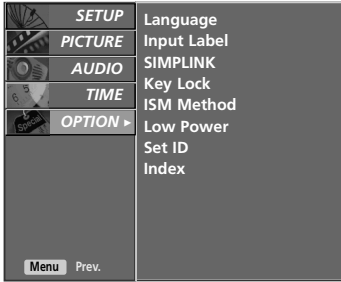 SETUP
PICTURE
AUDIO
TIME
OPTION ▸
Special
Language
Input Label
SIMPLINK
Key Lock
ISM Method
Low Power
Set ID
Index
Menu Prev.